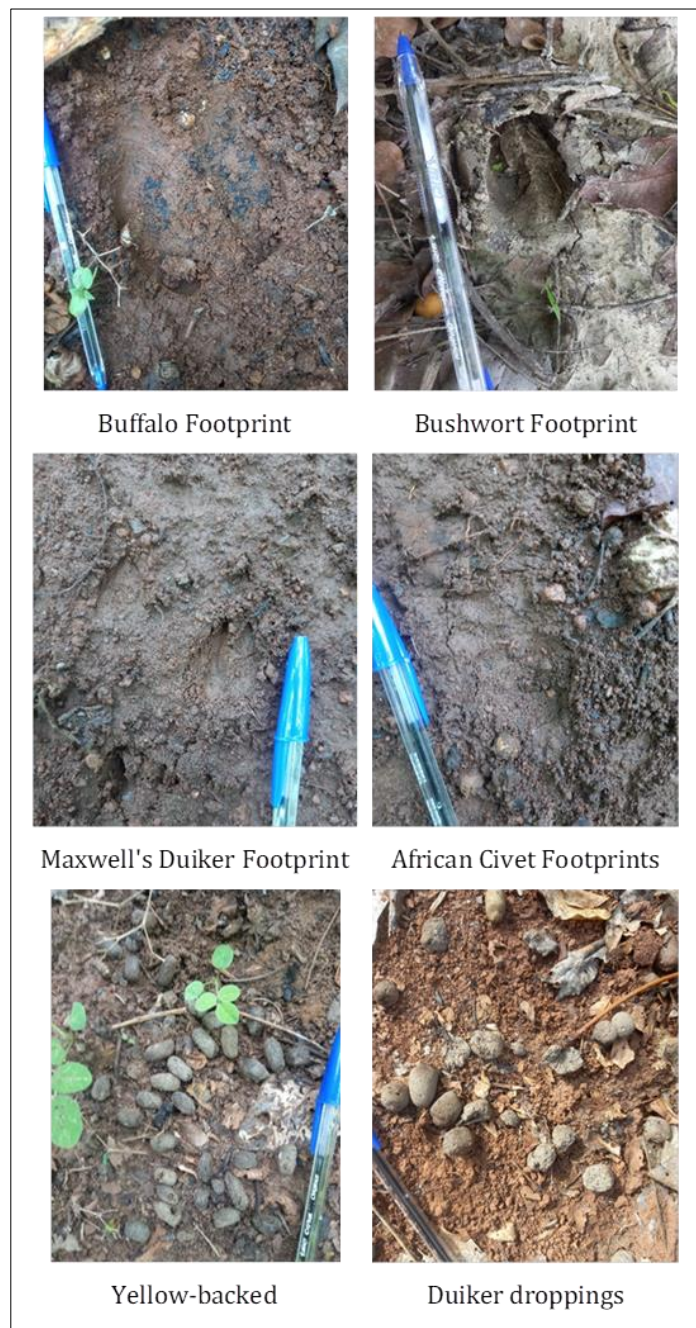 Buffalo Footprint
Bushwort Footprint
Maxwell's Duiker Footprint
African Civet Footprints
Yellow-backed
Duiker droppings